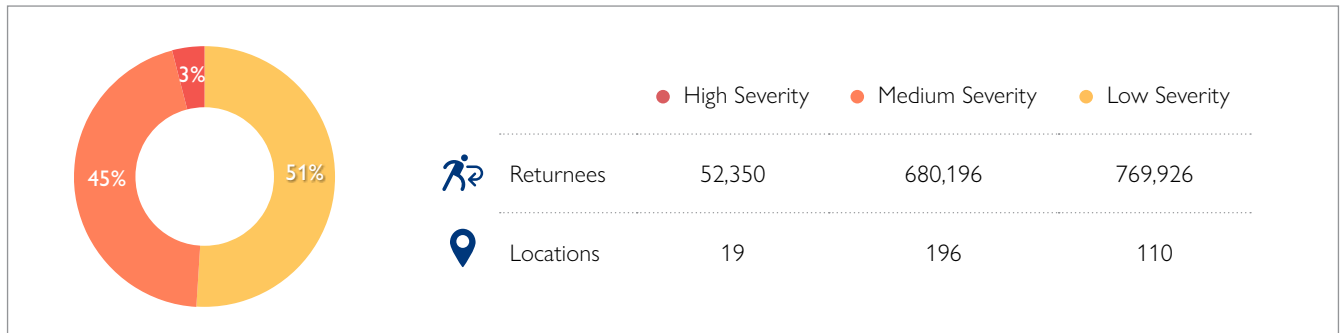 3%
45%
51%
High Severity Medium Severity Low Severity
Returnees 52,350 680,196 769,926
Locations 19 196 110